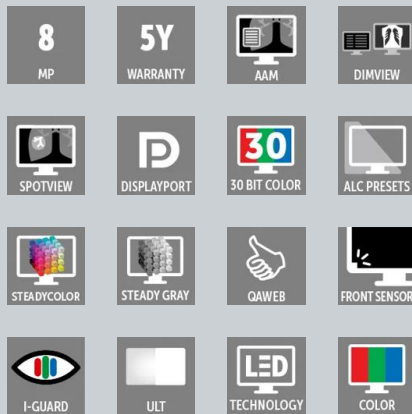 8
MP
5Y
WARRANTY
AAM
DIMVIEW
SPOTVIEW
DISPLAYPORT
30
30 BIT COLOR
ALC PRESETS
STEADYCOLOR
STEADY GRAY
QAWEB
FRONT SENSOR
I-GUARD
ULT
LED
TECHNOLOGY
COLOR